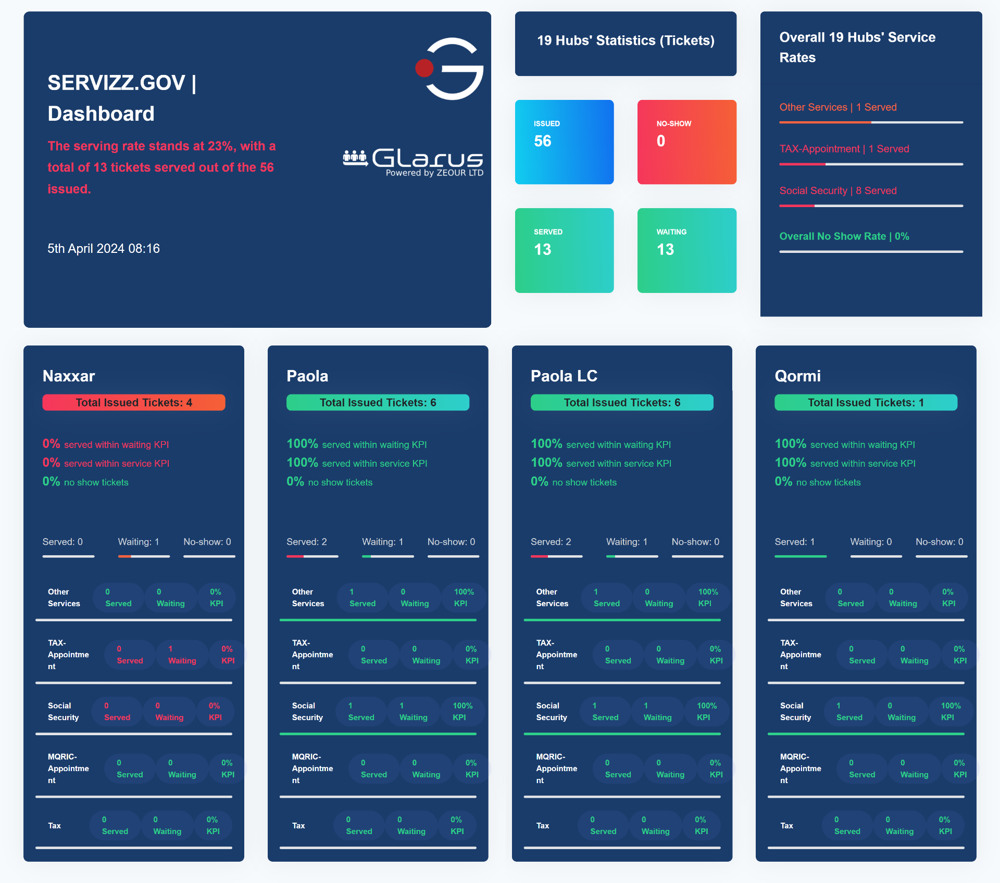 SERVIZZ.GOV |
Dashboard
The serving rate stands at 23%, with a
total of 13 tickets served out of the 56
issued.
5th April 2024 08:16
GLarus
Powered by ZEOUR LTD
19 Hubs' Statistics (Tickets)
ISSUED
56
NO-SHOW
0
SERVED
13
WAITING
13
Overall 19 Hubs' Service
Rates
Other Services | 1 Served
TAX-Appointment | 1 Served
Social Security | 8 Served
Overall No Show Rate | 0%
Naxxar
Total Issued Tickets: 4
0% served within waiting KPI
0% served within service KPI
0% no show tickets
Served: 0 Waiting: 1 No-show: 0
Other
Services
0
Served
0
Waiting
0%
KPI
TAX-
Appointme
nt
0
Served
1
Waiting
0%
KPI
Social
Security
0
Served
0
Waiting
0%
KPI
MQRIC-
Appointme
nt
0
Served
0
Waiting
0%
KPI
Tax
0
Served
0
Waiting
0%
KPI
Paola
Total Issued Tickets: 6
100% served within waiting KPI
100% served within service KPI
0% no show tickets
Served: 2 Waiting: 1 No-show: 0
Other
Services
1
Served
0
Waiting
100%
KPI
TAX-
Appointme
nt
0
Served
0
Waiting
0%
KPI
Social
Security
1
Served
1
Waiting
100%
KPI
MQRIC-
Appointme
nt
0
Served
0
Waiting
0%
KPI
Tax
0
Served
0
Waiting
0%
KPI
Paola LC
Total Issued Tickets: 6
100% served within waiting KPI
100% served within service KPI
0% no show tickets
Served: 2 Waiting: 1 No-show: 0
Other
Services
1
Served
0
Waiting
100%
KPI
TAX-
Appointme
nt
0
Served
0
Waiting
0%
KPI
Social
Security
1
Served
1
Waiting
100%
KPI
MQRIC-
Appointme
nt
0
Served
0
Waiting
0%
KPI
Tax
0
Served
0
Waiting
0%
KPI
Qormi
Total Issued Tickets: 1
100% served within waiting KPI
100% served within service KPI
0% no show tickets
Served: 1 Waiting: 0 No-show: 0
Other
Services
0
Served
0
Waiting
0%
KPI
TAX-
Appointme
nt
0
Served
0
Waiting
0%
KPI
Social
Security
1
Served
0
Waiting
100%
KPI
MQRIC-
Appointme
nt
0
Served
0
Waiting
0%
KPI
Tax
0
Served
0
Waiting
0%
KPI